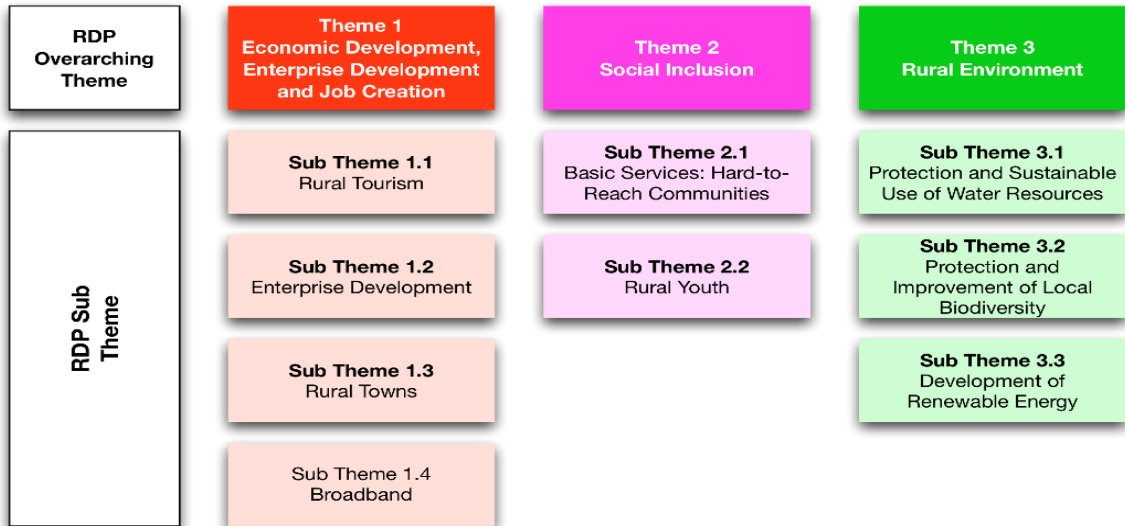 RDP
Overarching
Theme
Theme 1
Economic Development,
Enterprise Development
and Job Creation
Theme 2
Social Inclusion
Theme 3
Rural Environment
RDP Sub
Theme
Sub Theme 1.1
Rural Tourism
Sub Theme 2.1
Basic Services: Hard-to-
Reach Communities
Sub Theme 3.1
Protection and Sustainable
Use of Water Resources
Sub Theme 1.2
Enterprise Development
Sub Theme 2.2
Rural Youth
Sub Theme 3.2
Protection and
Improvement of Local
Biodiversity
Sub Theme 1.3
Rural Towns
Sub Theme 3.3
Development of
Renewable Energy
Sub Theme 1.4
Broadband